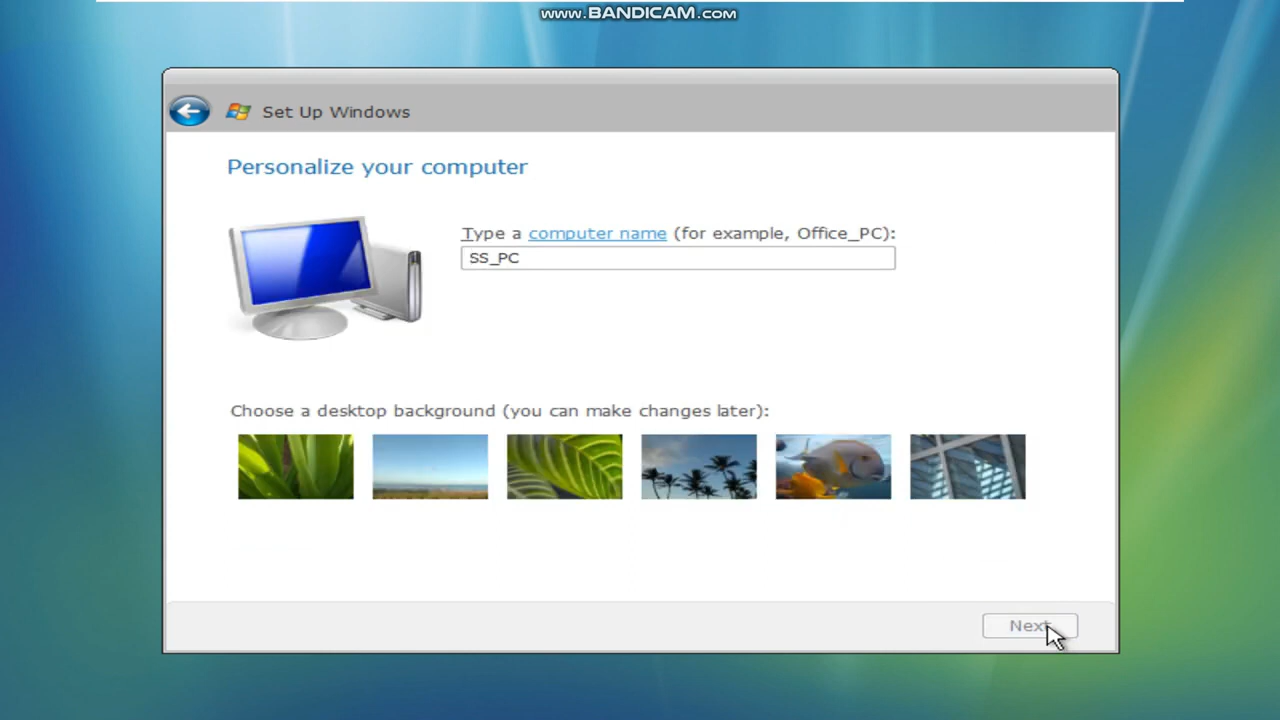 www.BANDICAM.com
Set Up Windows
Personalize your computer
Type a computer name (for example, Office_PC):
SS_PC
Choose a desktop background (you can make changes later):
Next